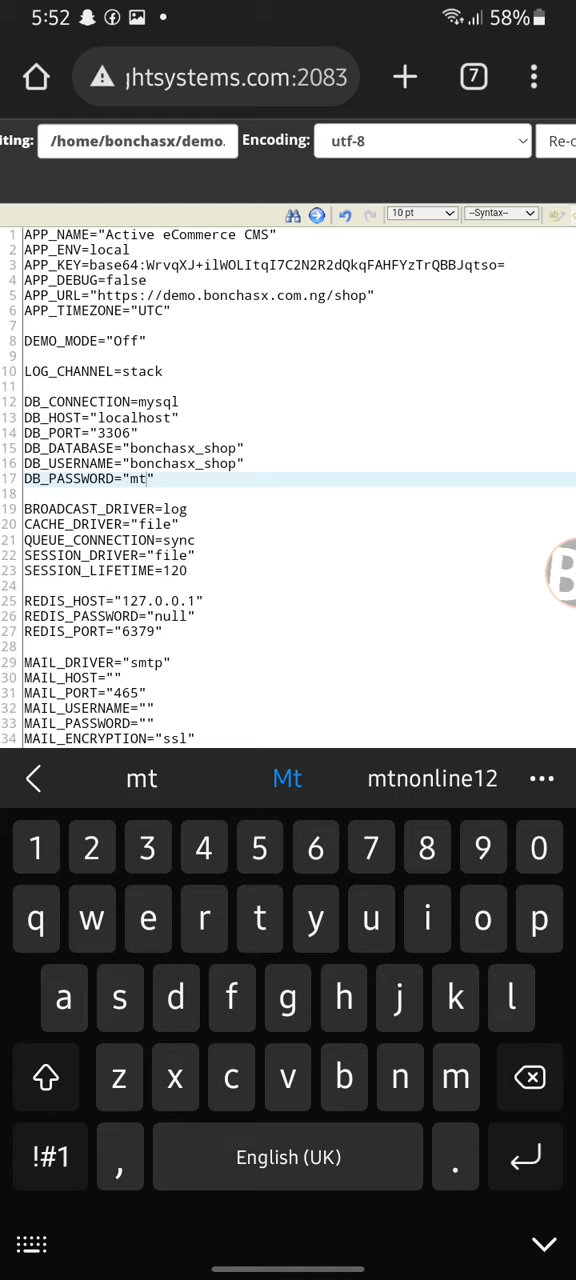 5:52
58%
ghtsystems.com:2083
7
iting:
/home/bonchasx/demo.
Encoding:
utf-8
Re-c
10 pt
--Syntax--
1 APP_NAME="Active eCommerce CMS"
2 APP_ENV=local
3 APP_KEY=base64:WrvqXJ+ilWOLItqI7C2N2R2dQkqFAHFYzTrQBBJqtso=
4 APP_DEBUG=false
5 APP_URL="https://demo.bonchasx.com.ng/shop"
6 APP_TIMEZONE="UTC"
7
8 DEMO_MODE="Off"
9
10 LOG_CHANNEL=stack
11
12 DB_CONNECTION=mysql
13 DB_HOST="localhost"
14 DB_PORT="3306"
15 DB_DATABASE="bonchasx_shop"
16 DB_USERNAME="bonchasx_shop"
17 DB_PASSWORD="mt"
18
19 BROADCAST_DRIVER=log
20 CACHE_DRIVER="file"
21 QUEUE_CONNECTION=sync
22 SESSION_DRIVER="file"
23 SESSION_LIFETIME=120
24
25 REDIS_HOST="127.0.0.1"
26 REDIS_PASSWORD="null"
27 REDIS_PORT="6379"
28
29 MAIL_DRIVER="smtp"
30 MAIL_HOST=""
31 MAIL_PORT="465"
32 MAIL_USERNAME=""
33 MAIL_PASSWORD=""
34 MAIL_ENCRYPTION="ssl"
B
mt
Mt
mtnonline12
1 2 3 4 5 6 7 8 9 0
q w e r t y u i o p
a s d f g h j k l
z x c v b n m
!#1 , English (UK) .